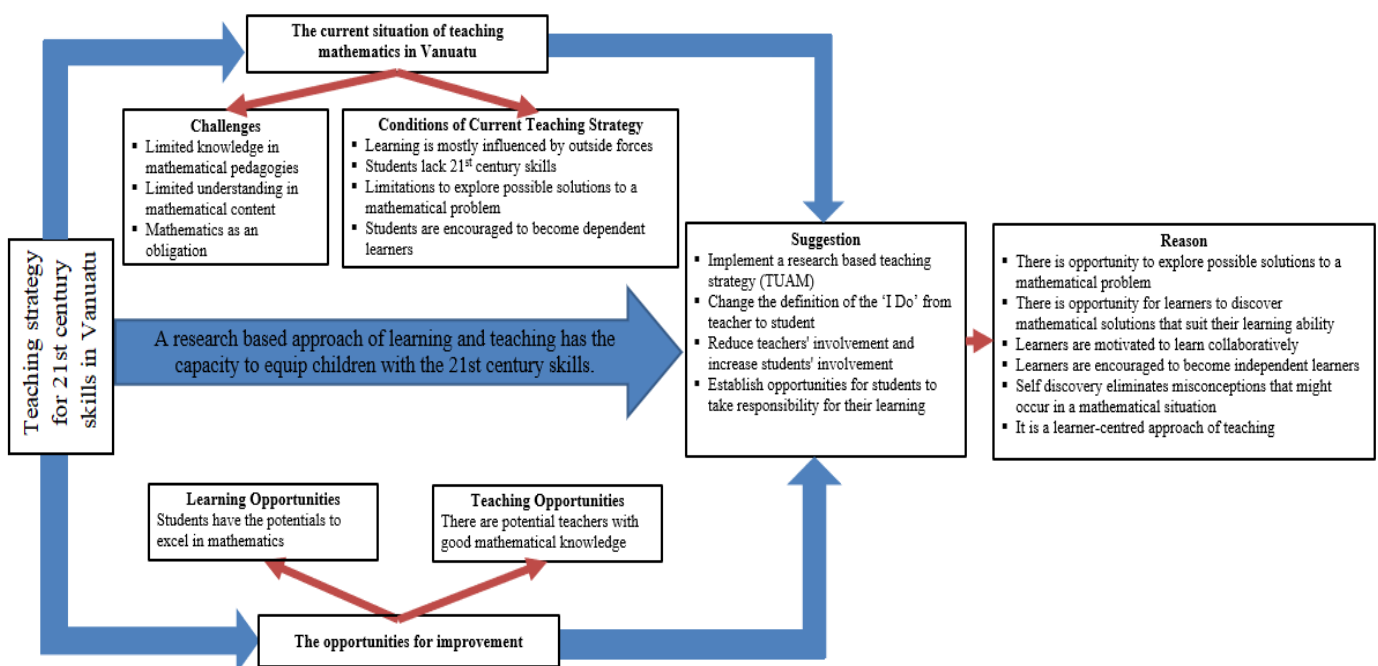 The current situation of teaching
mathematics in Vanuatu
Challenges
▪ Limited knowledge in
mathematical pedagogies
▪ Limited understanding in
mathematical content
▪ Mathematics as an
obligation
Conditions of Current Teaching Strategy
▪ Learning is mostly influenced by outside forces
▪ Students lack 21st century skills
▪ Limitations to explore possible solutions to a
mathematical problem
▪ Students are encouraged to become dependent
learners
Teaching strategy
for 21st century
skills in Vanuatu
A research based approach of learning and teaching has the
capacity to equip children with the 21st century skills.
Suggestion
▪ Implement a research based teaching
strategy (TUAM)
▪ Change the definition of the ‘I Do’ from
teacher to student
▪ Reduce teachers' involvement and
increase students' involvement
▪ Establish opportunities for students to
take responsibility for their learning
Reason
▪ There is opportunity to explore possible solutions to a
mathematical problem
▪ There is opportunity for learners to discover
mathematical solutions that suit their learning ability
▪ Learners are motivated to learn collaboratively
▪ Learners are encouraged to become independent learners
▪ Self discovery eliminates misconceptions that might
occur in a mathematical situation
▪ It is a learner-centred approach of teaching
Learning Opportunities
Students have the potentials to
excel in mathematics
Teaching Opportunities
There are potential teachers with
good mathematical knowledge
The opportunities for improvement